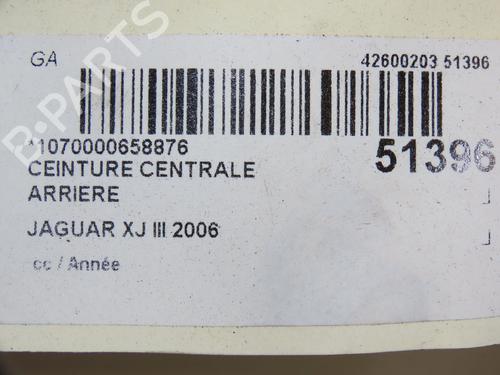 GA
42600203 51396
*1070000658876
51396
CEINTURE CENTRALE
ARRIERE
JAGUAR XJ III 2006
cc / Année
B-PARTS